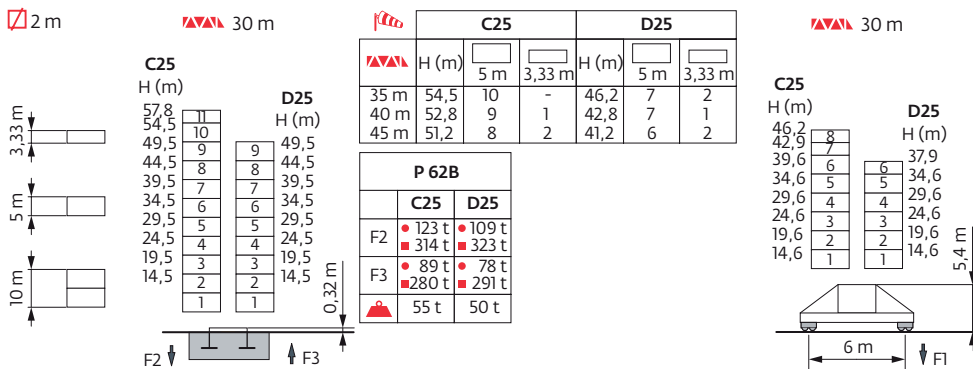 2 m
3,33 m
5 m
10 m
30 m
C25
H (m)
57,8
54,5
49,5
44,5
39,5
34,5
29,5
24,5
19,5
14,5
11
10
9
8
7
6
5
4
3
2
1
D25
H (m)
49,5
44,5
39,5
34,5
29,5
24,5
19,5
14,5
9
8
7
6
5
4
3
2
1
0,32 m
F2
F3
C25 D25
H (m) 5 m 3,33 m H (m) 5 m 3,33 m
35 m 54,5 10 - 46,2 7 2
40 m 52,8 9 1 42,8 7 1
45 m 51,2 8 2 41,2 6 2
P 62B
C25 D25
F2 123 t 109 t
314 t 323 t
F3 89 t 78 t
280 t 291 t
55 t 50 t
30 m
C25
H (m)
46,2
42,9
39,6
34,6
29,6
24,6
19,6
14,6
8
7
6
5
4
3
2
1
D25
H (m)
37,9
34,6
29,6
24,6
19,6
14,6
6
5
4
3
2
1
5,4 m
6 m
F1